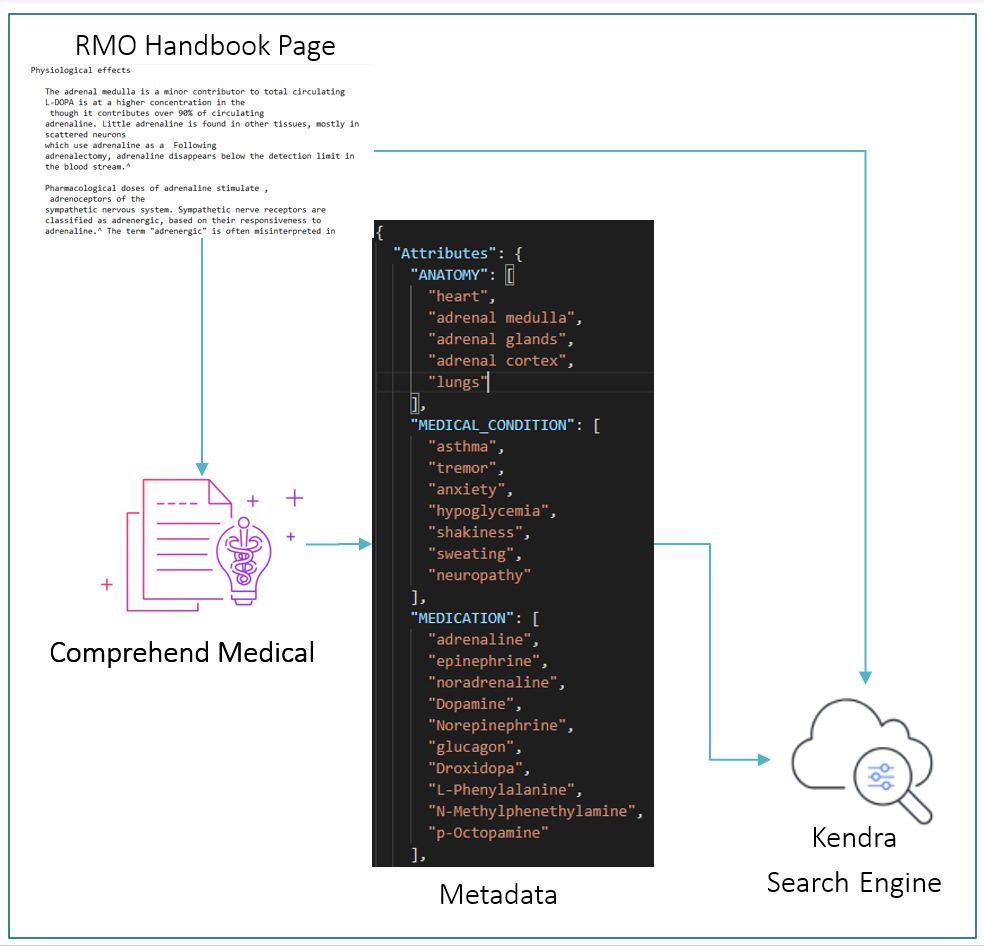 RMO Handbook Page
Physiological effects
The adrenal medulla is a minor contributor to total circulating
L-DOPA is at a higher concentration in the
though it contributes over 90% of circulating
adrenaline. Little adrenaline is found in other tissues, mostly in
scattered neurons
which use adrenaline as a  Following
adrenalectomy, adrenaline disappears below the detection limit in
the blood stream.^
Pharmacological doses of adrenaline stimulate ,
adrenoceptors of the
sympathetic nervous system. Sympathetic nerve receptors are
classified as adrenergic, based on their responsiveness to
adrenaline.^ The term "adrenergic" is often misinterpreted in
{
"Attributes": {
"ANATOMY": [
"heart",
"adrenal medulla",
"adrenal glands",
"adrenal cortex",
"lungs"
],
"MEDICAL_CONDITION": [
"asthma",
"tremor",
"anxiety",
"hypoglycemia",
"shakiness",
"sweating",
"neuropathy"
],
"MEDICATION": [
"adrenaline",
"epinephrine",
"noradrenaline",
"Dopamine",
"Norepinephrine",
"glucagon",
"Droxidopa",
"L-Phenylalanine",
"N-Methylphenethylamine",
"p-Octopamine"
],
Comprehend Medical
Metadata
Kendra
Search Engine